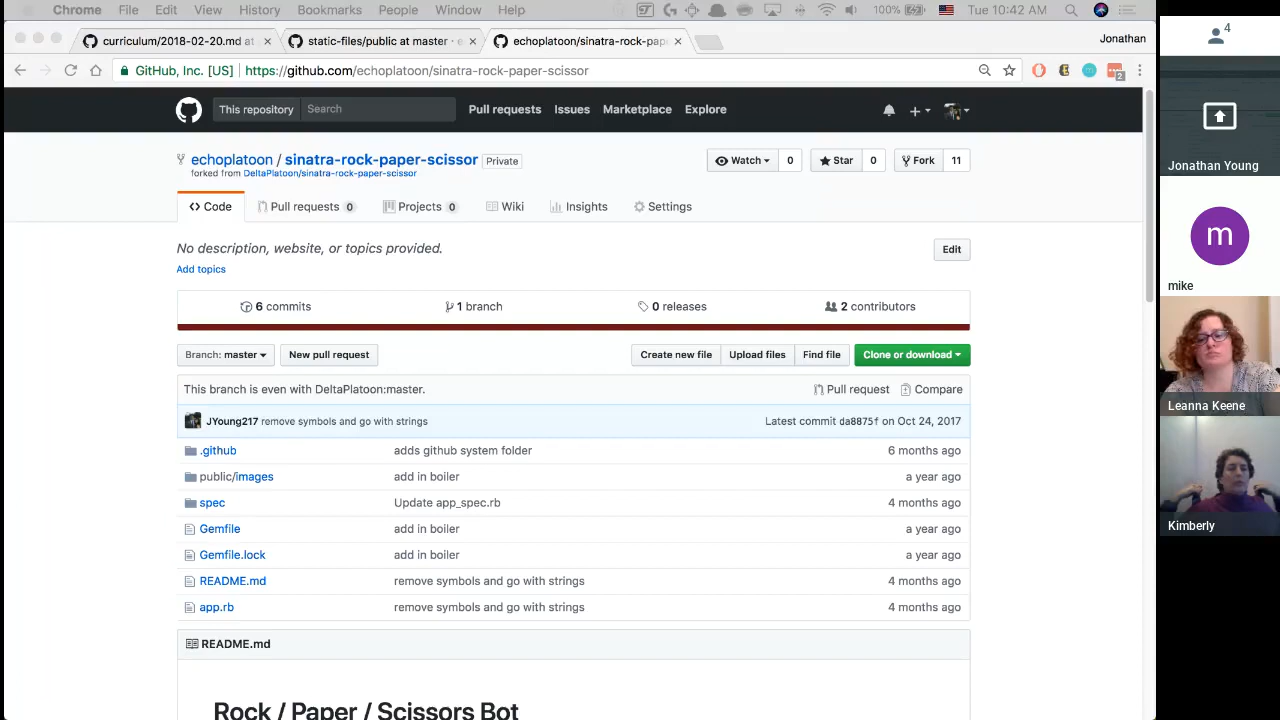 Chrome File Edit View History Bookmarks People Window Help 100% Tue 10:42 AM
curriculum/2018-02-20.md at static-files/public at master · e echoplatoon/sinatra-rock-pape Jonathan
GitHub, Inc. [US] https://github.com/echoplatoon/sinatra-rock-paper-scissor 2
This repository Search Pull requests Issues Marketplace Explore
echoplatoon / sinatra-rock-paper-scissor Private Watch 0 Star 0 Fork 11
forked from DeltaPlatoon/sinatra-rock-paper-scissor
Code Pull requests 0 Projects 0 Wiki Insights Settings
No description, website, or topics provided. Edit
Add topics
6 commits 1 branch 0 releases 2 contributors
Branch: master New pull request Create new file Upload files Find file Clone or download
This branch is even with DeltaPlatoon:master. Pull request Compare
JYoung217 remove symbols and go with strings Latest commit da8875f on Oct 24, 2017
.github adds github system folder 6 months ago
public/images add in boiler a year ago
spec Update app_spec.rb 4 months ago
Gemfile add in boiler a year ago
Gemfile.lock add in boiler a year ago
README.md remove symbols and go with strings 4 months ago
app.rb remove symbols and go with strings 4 months ago
README.md
Rock / Paper / Scissors Bot
4
Jonathan Young
m
mike
Leanna Keene
Kimberly